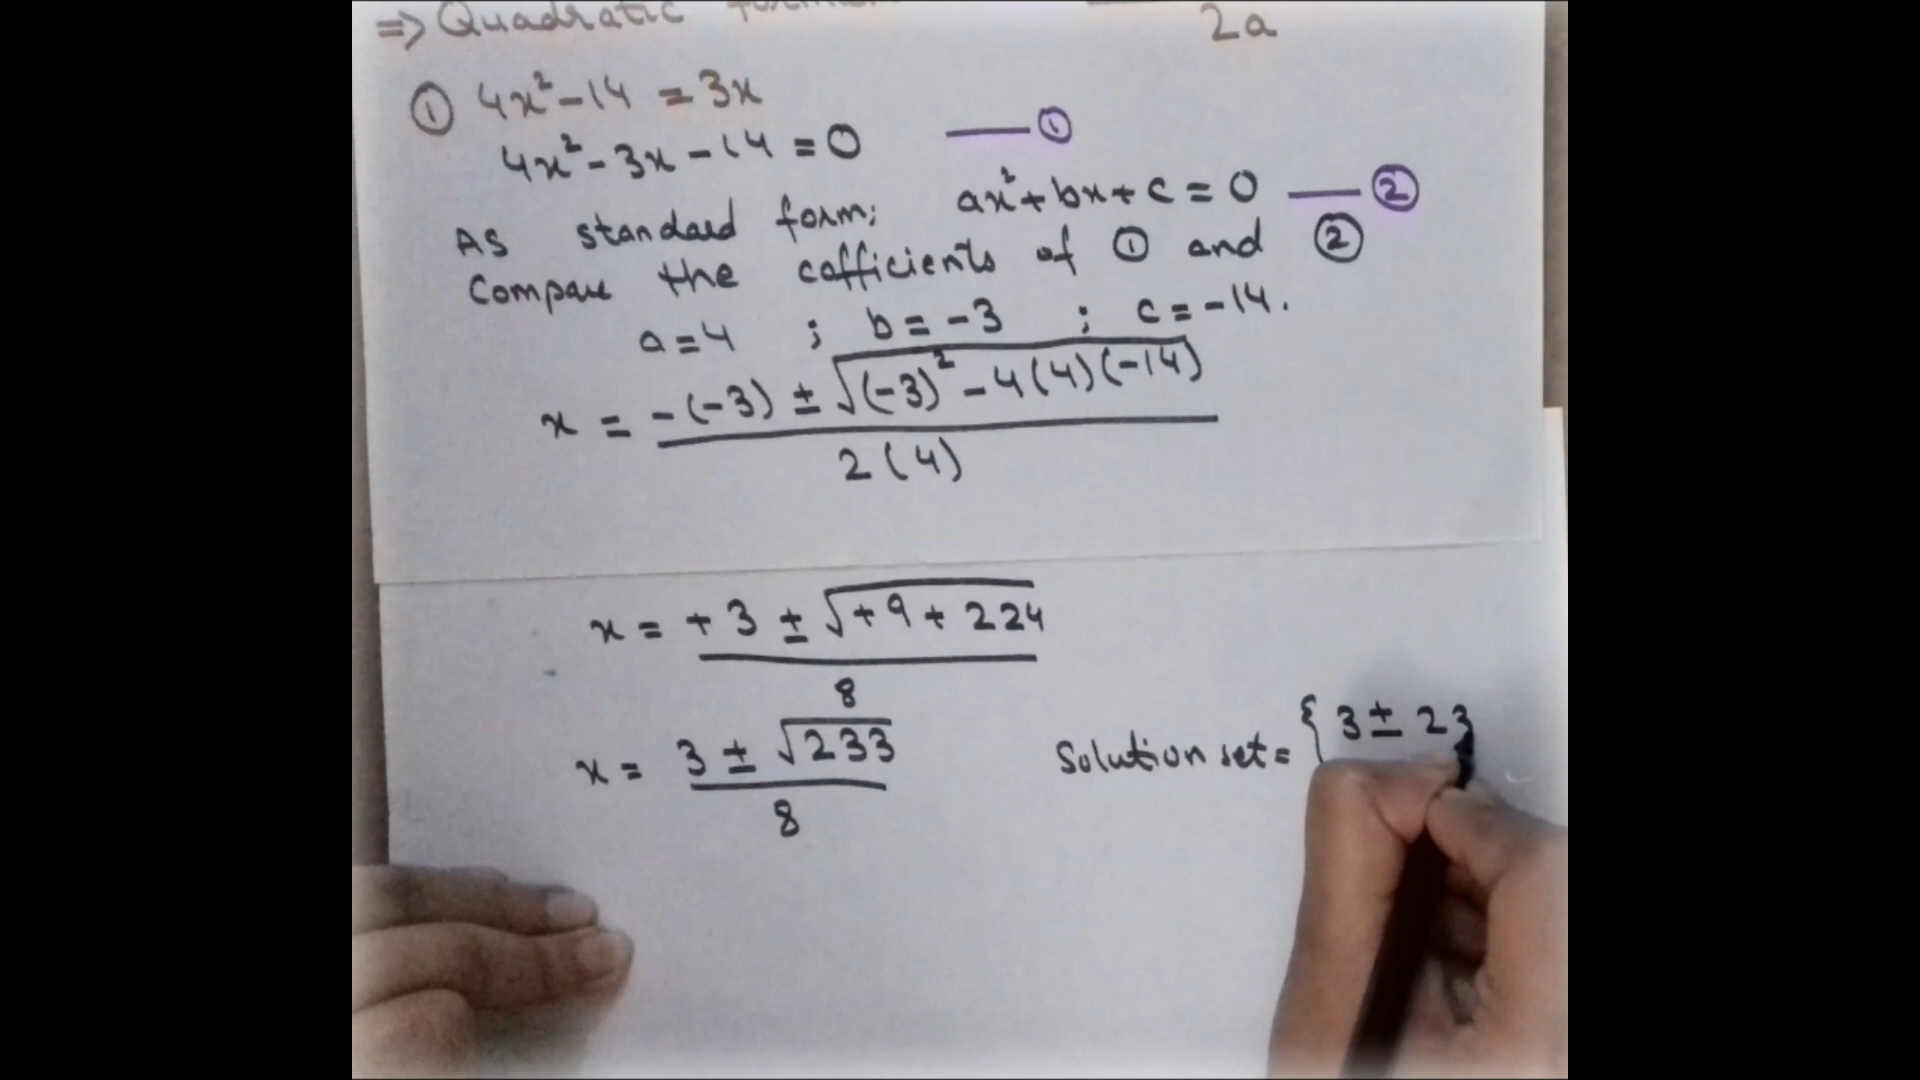 => Quadratic
2a
① 4x² - 14 = 3x
4x² - 3x - 14 = 0 —— ①
As standard form: ax² + bx + c = 0 —— ②
Compare the cofficients of ① and ②
a = 4 ; b = -3 ; c = -14.
x = -(-3) ± √(-3)² - 4(4)(-14)
2(4)
x = +3 ± √+9 + 224
8
x = 3 ± √233
8
Solution set = { 3 ± 23